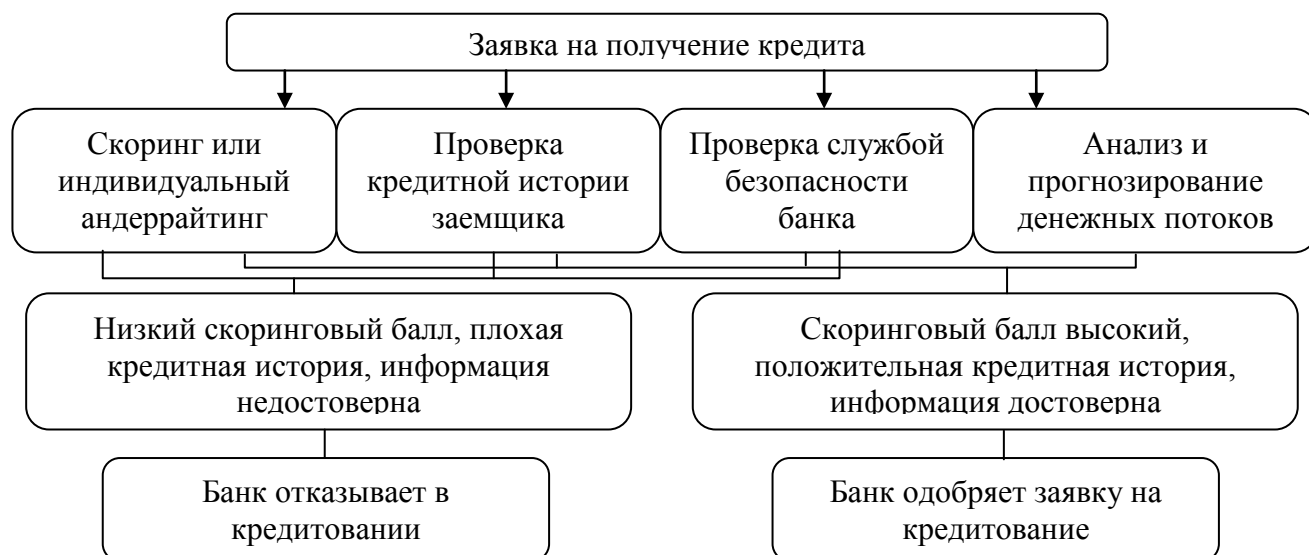 Заявка на получение кредита
Скоринг или
индивидуальный
андеррайтинг
Проверка
кредитной истории
заемщика
Проверка службой
безопасности
банка
Анализ и
прогнозирование
денежных потоков
Низкий скоринговый балл, плохая
кредитная история, информация
недостоверна
Скоринговый балл высокий,
положительная кредитная история,
информация достоверна
Банк отказывает в
кредитовании
Банк одобряет заявку на
кредитование